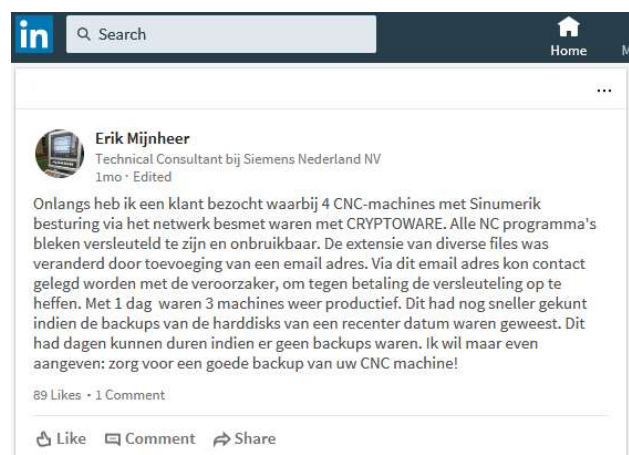 in
Search
Home
...
Erik Mijnheer
Technical Consultant bij Siemens Nederland NV
1mo · Edited
Onlangs heb ik een klant bezocht waarbij 4 CNC-machines met Sinumerik
besturing via het netwerk besmet waren met CRYPTOWARE. Alle NC programma's
bleken versleuteld te zijn en onbruikbaar. De extensie van diverse files was
veranderd door toevoeging van een email adres. Via dit email adres kon contact
gelegd worden met de veroorzaker, om tegen betaling de versleuteling op te
heffen. Met 1 dag  waren 3 machines weer productief. Dit had nog sneller gekunt
indien de backups van de harddisks van een recenter datum waren geweest. Dit
had dagen kunnen duren indien er geen backups waren. Ik wil maar even
aangeven: zorg voor een goede backup van uw CNC machine!
89 Likes • 1 Comment
Like Comment Share